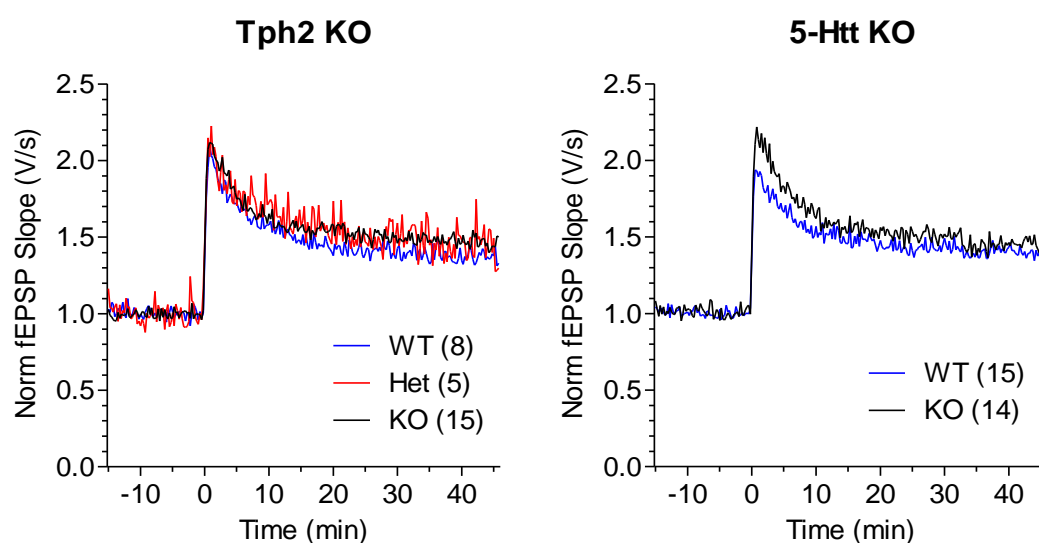 Tph2 KO
Norm fEPSP Slope (V/s)
2.5
2.0
1.5
1.0
0.5
0.0
WT (8)
Het (5)
KO (15)
-10 0 10 20 30 40
Time (min)
5-Htt KO
Norm fEPSP Slope (V/s)
2.5
2.0
1.5
1.0
0.5
0.0
WT (15)
KO (14)
-10 0 10 20 30 40
Time (min)